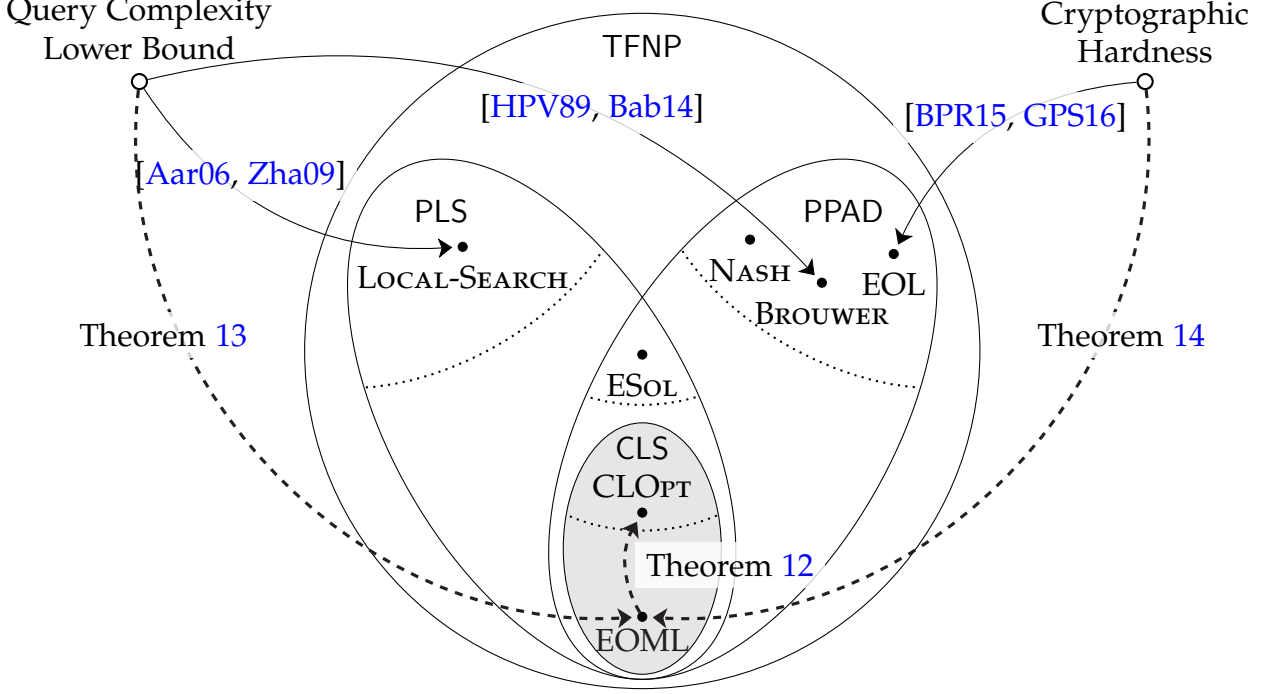 Query Complexity
Lower Bound
Cryptographic
Hardness
TFNP
[HPV89, Bab14]
[BPR15, GPS16]
[Aar06, Zha09]
PLS
PPAD
LOCAL-SEARCH
NASH
EOL
BROUWER
Theorem 13
Theorem 14
ESOL
CLS
CLOPT
Theorem 12
EOML